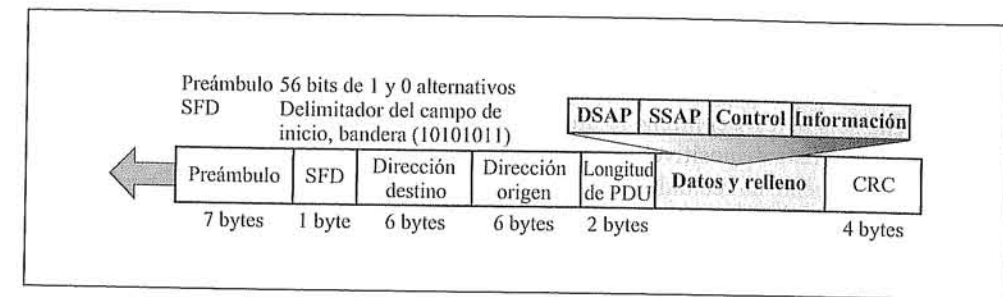 Preámbulo 56 bits de 1 y 0 alternativos
SFD Delimitador del campo de
inicio, bandera (10101011)
DSAP SSAP Control Información
Preámbulo SFD Dirección destino Dirección origen Longitud de PDU Datos y relleno CRC
7 bytes 1 byte 6 bytes 6 bytes 2 bytes 4 bytes